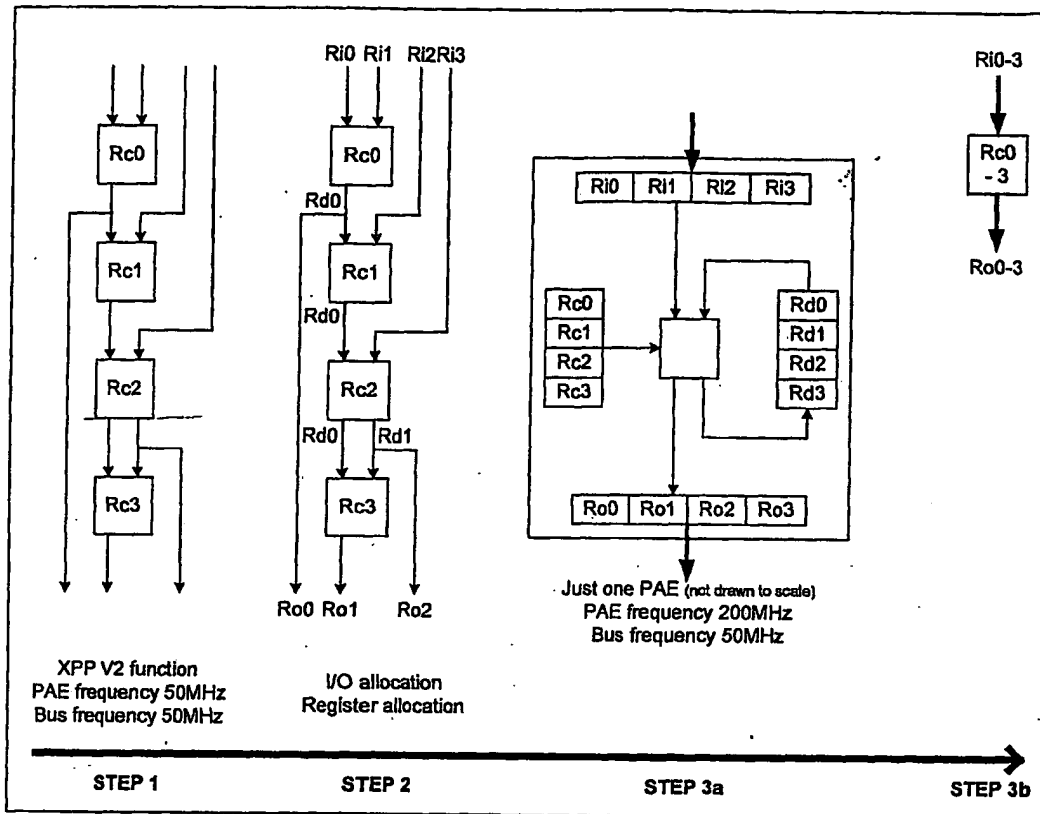 Rc0
Rc1
Rc2
Rc3
XPP V2 function
PAE frequency 50MHz
Bus frequency 50MHz
Ri0 Ri1 Ri2Ri3
Rc0
Rd0
Rc1
Rd0
Rc2
Rd0 Rd1
Rc3
Ro0 Ro1 Ro2
I/O allocation
Register allocation
Ri0 Ri1 Ri2 Ri3
Rc0
Rc1
Rc2
Rc3
Rd0
Rd1
Rd2
Rd3
Ro0 Ro1 Ro2 Ro3
Just one PAE (not drawn to scale)
PAE frequency 200MHz
Bus frequency 50MHz
Ri0-3
Rc0
- 3
Ro0-3
STEP 1 STEP 2 STEP 3a STEP 3b